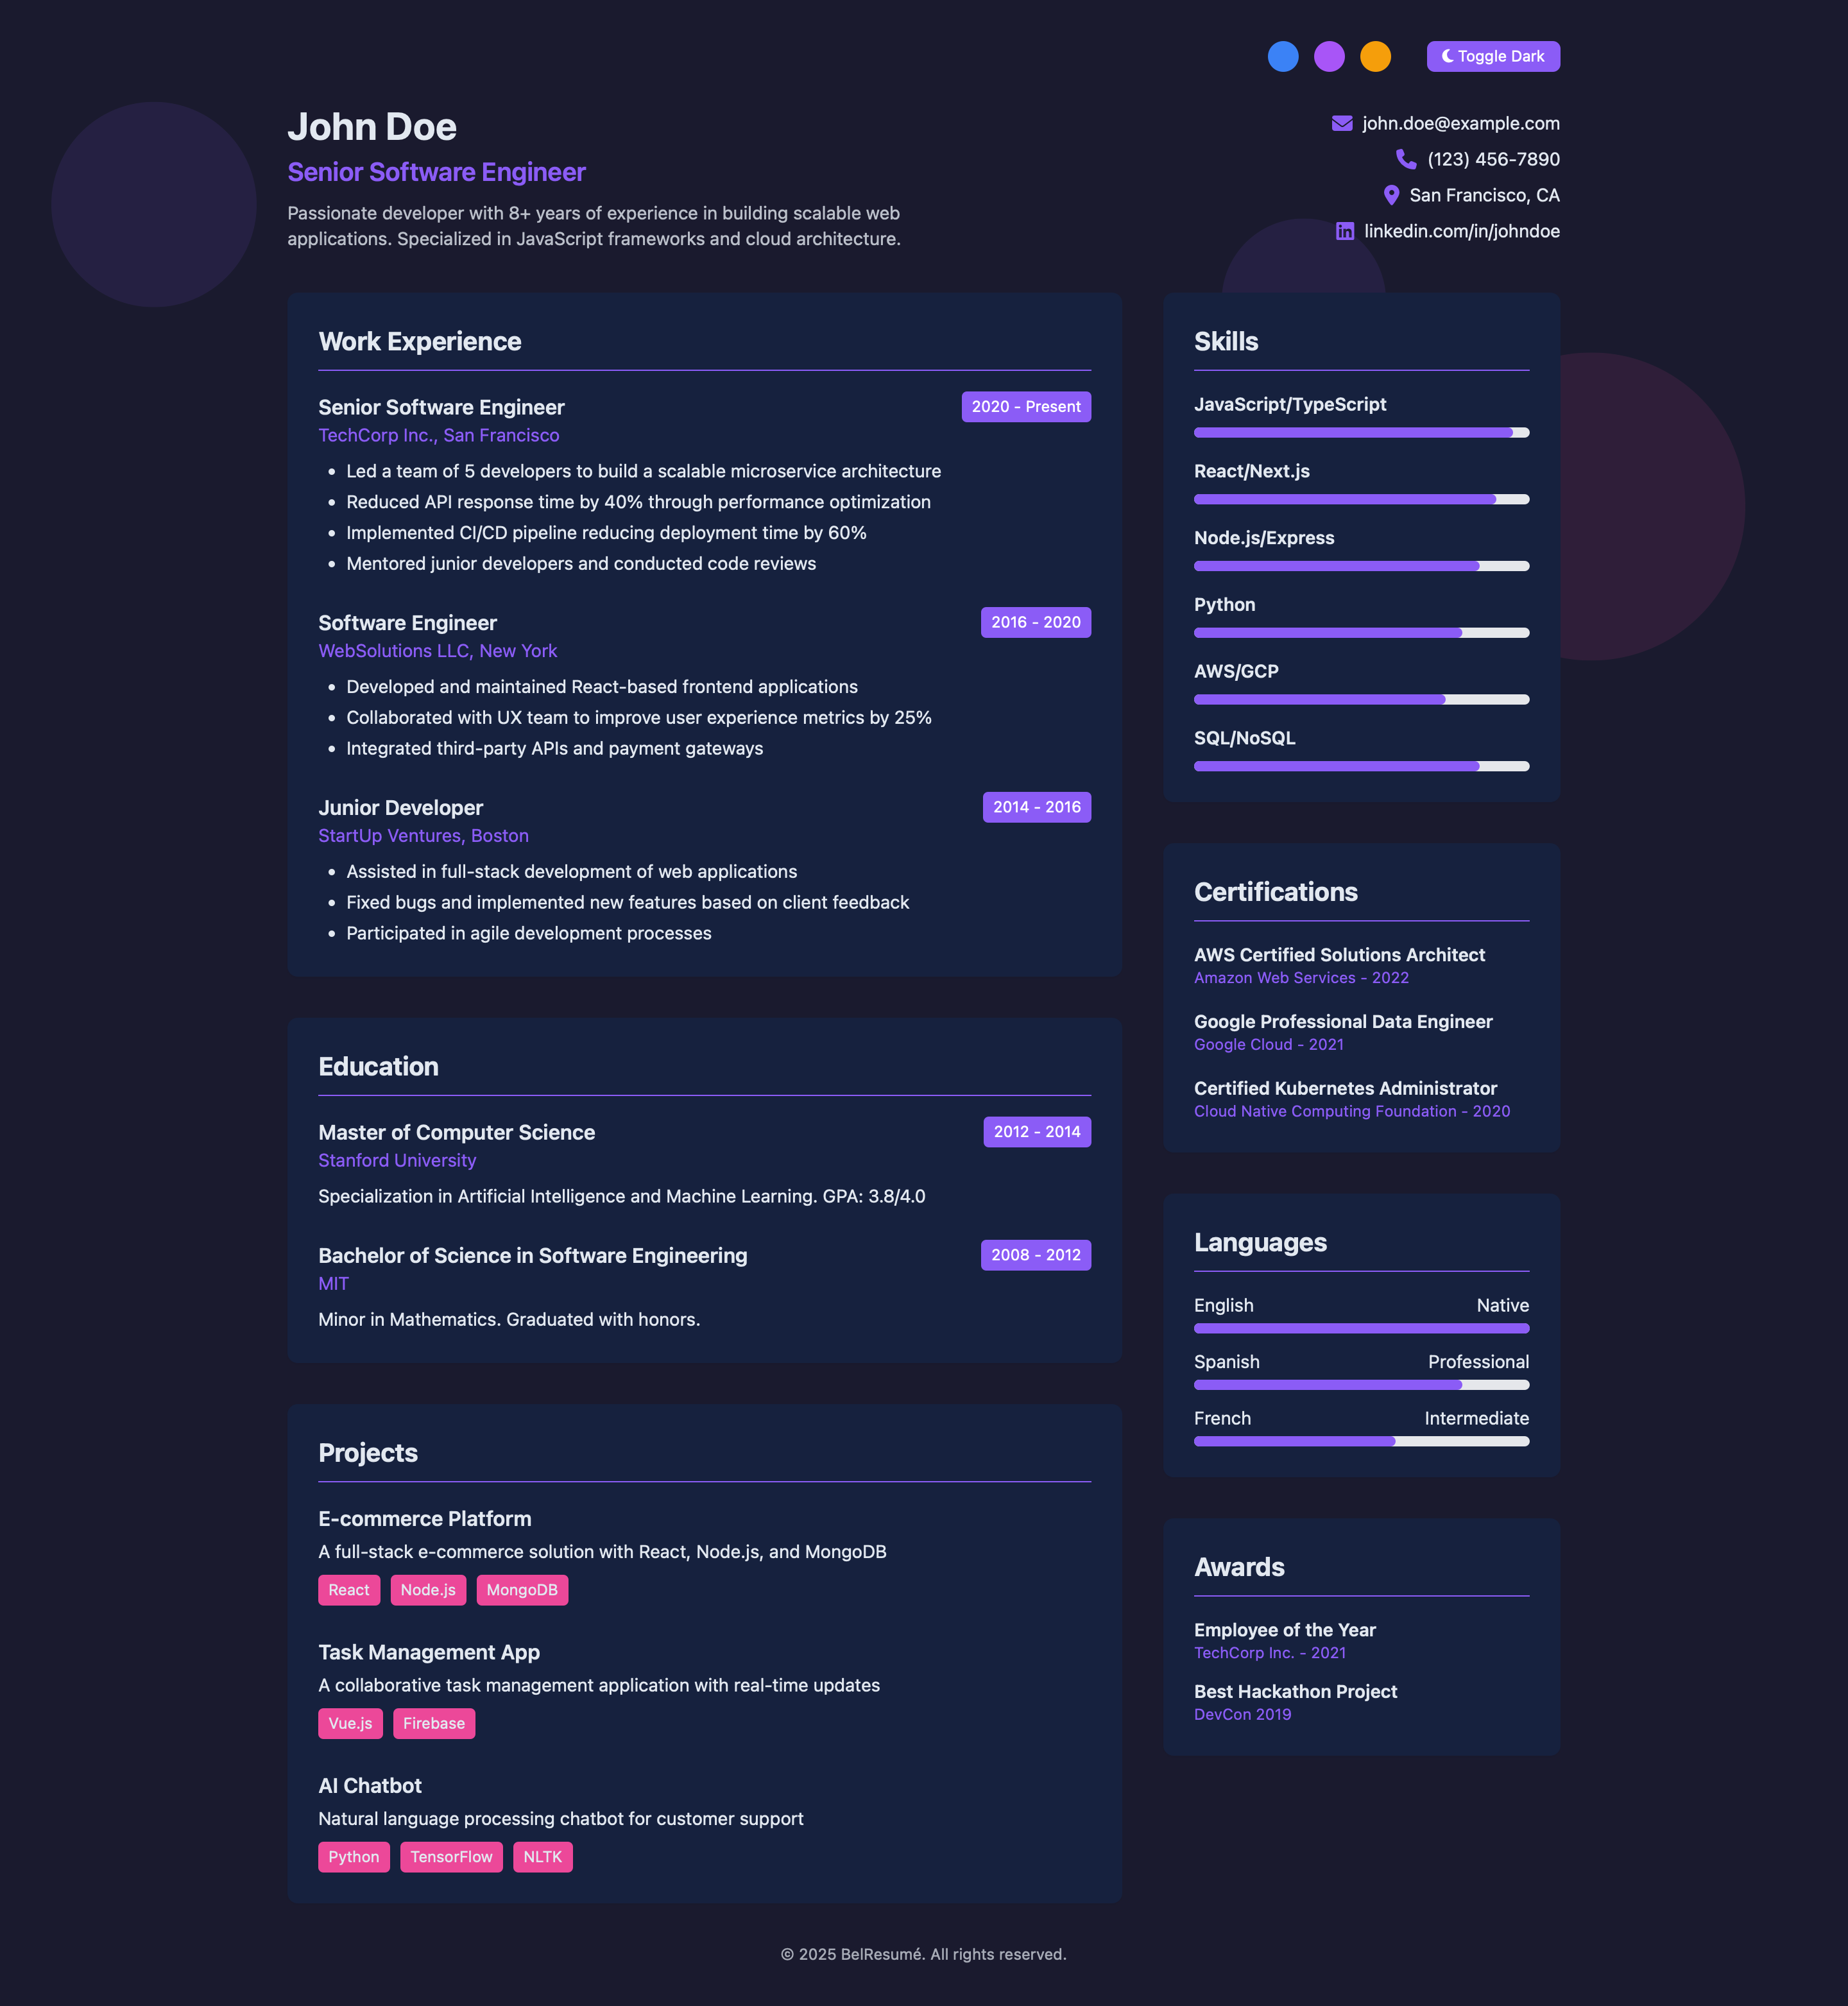 Toggle Dark
John Doe
Senior Software Engineer
Passionate developer with 8+ years of experience in building scalable web
applications. Specialized in JavaScript frameworks and cloud architecture.
john.doe@example.com
(123) 456-7890
San Francisco, CA
linkedin.com/in/johndoe
Work Experience
Senior Software Engineer
2020 - Present
TechCorp Inc., San Francisco
• Led a team of 5 developers to build a scalable microservice architecture
• Reduced API response time by 40% through performance optimization
• Implemented CI/CD pipeline reducing deployment time by 60%
• Mentored junior developers and conducted code reviews
Software Engineer
2016 - 2020
WebSolutions LLC, New York
• Developed and maintained React-based frontend applications
• Collaborated with UX team to improve user experience metrics by 25%
• Integrated third-party APIs and payment gateways
Junior Developer
2014 - 2016
StartUp Ventures, Boston
• Assisted in full-stack development of web applications
• Fixed bugs and implemented new features based on client feedback
• Participated in agile development processes
Education
Master of Computer Science
2012 - 2014
Stanford University
Specialization in Artificial Intelligence and Machine Learning. GPA: 3.8/4.0
Bachelor of Science in Software Engineering
2008 - 2012
MIT
Minor in Mathematics. Graduated with honors.
Projects
E-commerce Platform
A full-stack e-commerce solution with React, Node.js, and MongoDB
React Node.js MongoDB
Task Management App
A collaborative task management application with real-time updates
Vue.js Firebase
AI Chatbot
Natural language processing chatbot for customer support
Python TensorFlow NLTK
Skills
JavaScript/TypeScript
React/Next.js
Node.js/Express
Python
AWS/GCP
SQL/NoSQL
Certifications
AWS Certified Solutions Architect
Amazon Web Services - 2022
Google Professional Data Engineer
Google Cloud - 2021
Certified Kubernetes Administrator
Cloud Native Computing Foundation - 2020
Languages
English Native
Spanish Professional
French Intermediate
Awards
Employee of the Year
TechCorp Inc. - 2021
Best Hackathon Project
DevCon 2019
© 2025 BelResumé. All rights reserved.